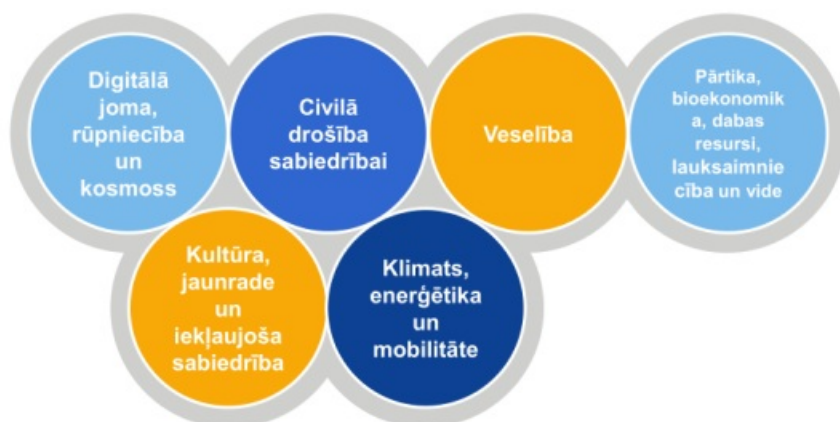 Digitālā
joma,
rūpniecība
un
kosmoss
Civilā
drošība
sabiedrībai
Veselība
Pārtika,
bioekonomik
a, dabas
resursi,
lauksaimnie
cība un vide
Kultūra,
jaunrade
un
iekļaujoša
sabiedrība
Klimats,
enerģētika
un
mobilitāte